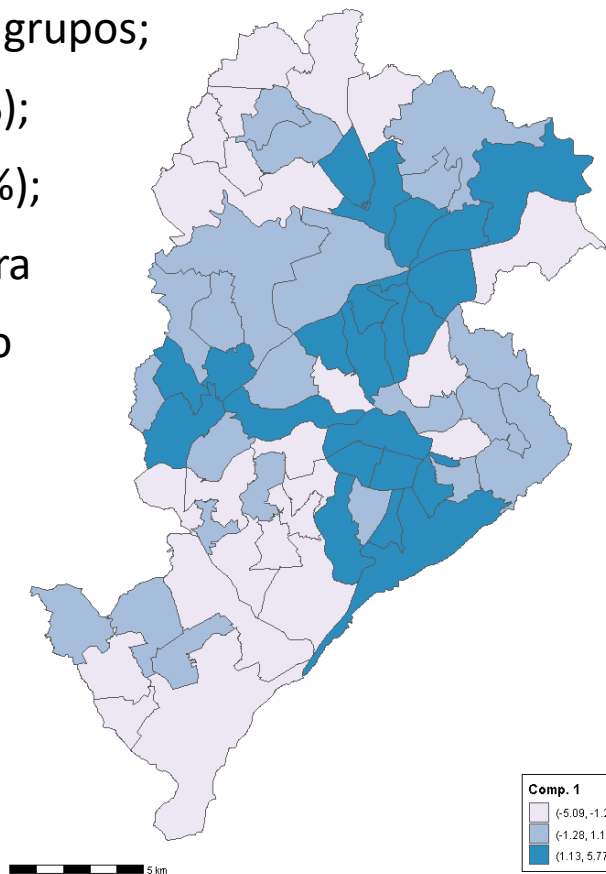 grupos;
);
%);
ra
o
Comp. 1
(-5.09, -1.2
(-1.28, 1.1
(1.13, 5.77
5 km